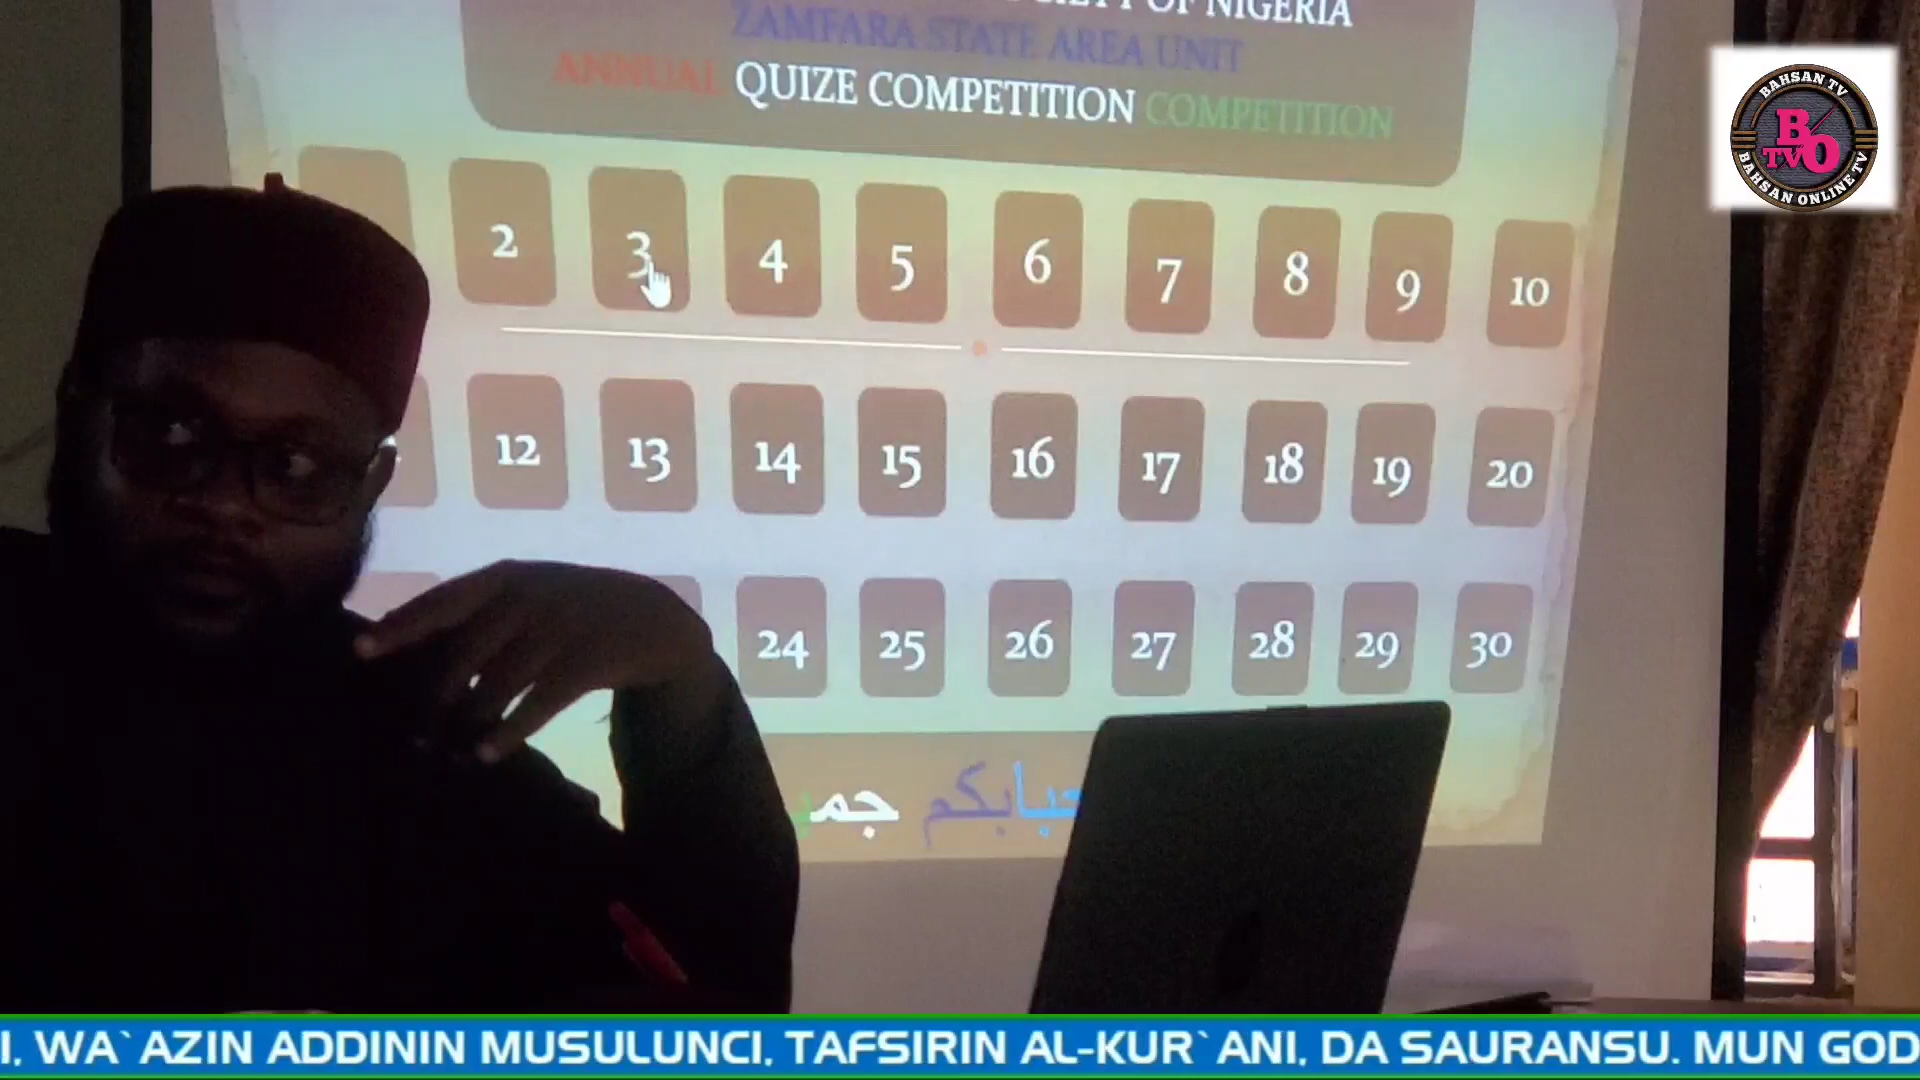 OF NIGERIA
ZAMFARA STATE AREA UNIT
ANNUAL QUIZE COMPETITION COMPETITION
2 3 4 5 6 7 8 9 10
12 13 14 15 16 17 18 19 20
24 25 26 27 28 29 30
BAHSAN TV
B
TVO
BAHSAN ONLINE TV
I, WA`AZIN ADDININ MUSULUNCI, TAFSIRIN AL-KUR`ANI, DA SAURANSU. MUN GOD